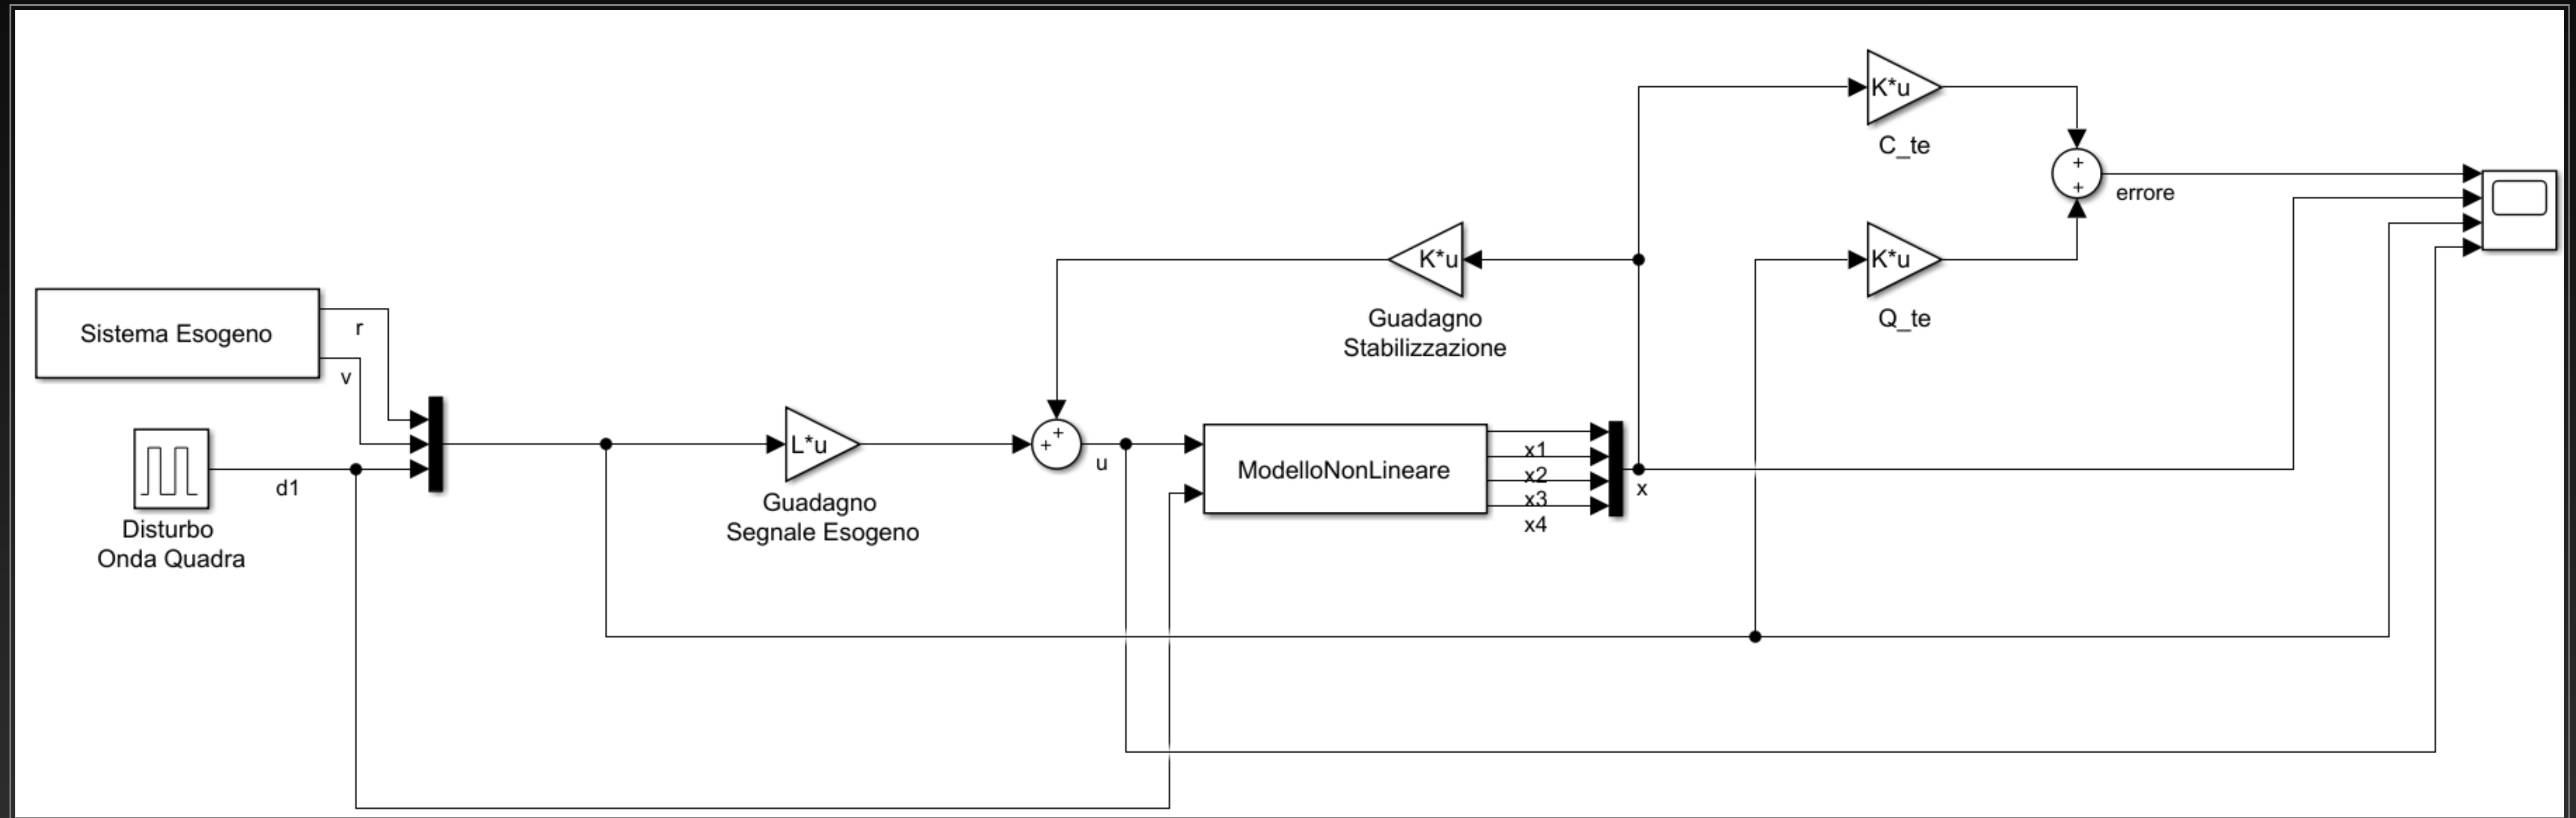 K*u
C_te
+
+
errore
K*u
Guadagno
Stabilizzazione
K*u
Q_te
Sistema Esogeno
r
v
d1
Disturbo
Onda Quadra
L*u
Guadagno
Segnale Esogeno
+
+
u
ModelloNonLineare
x1
x2
x3
x4
x